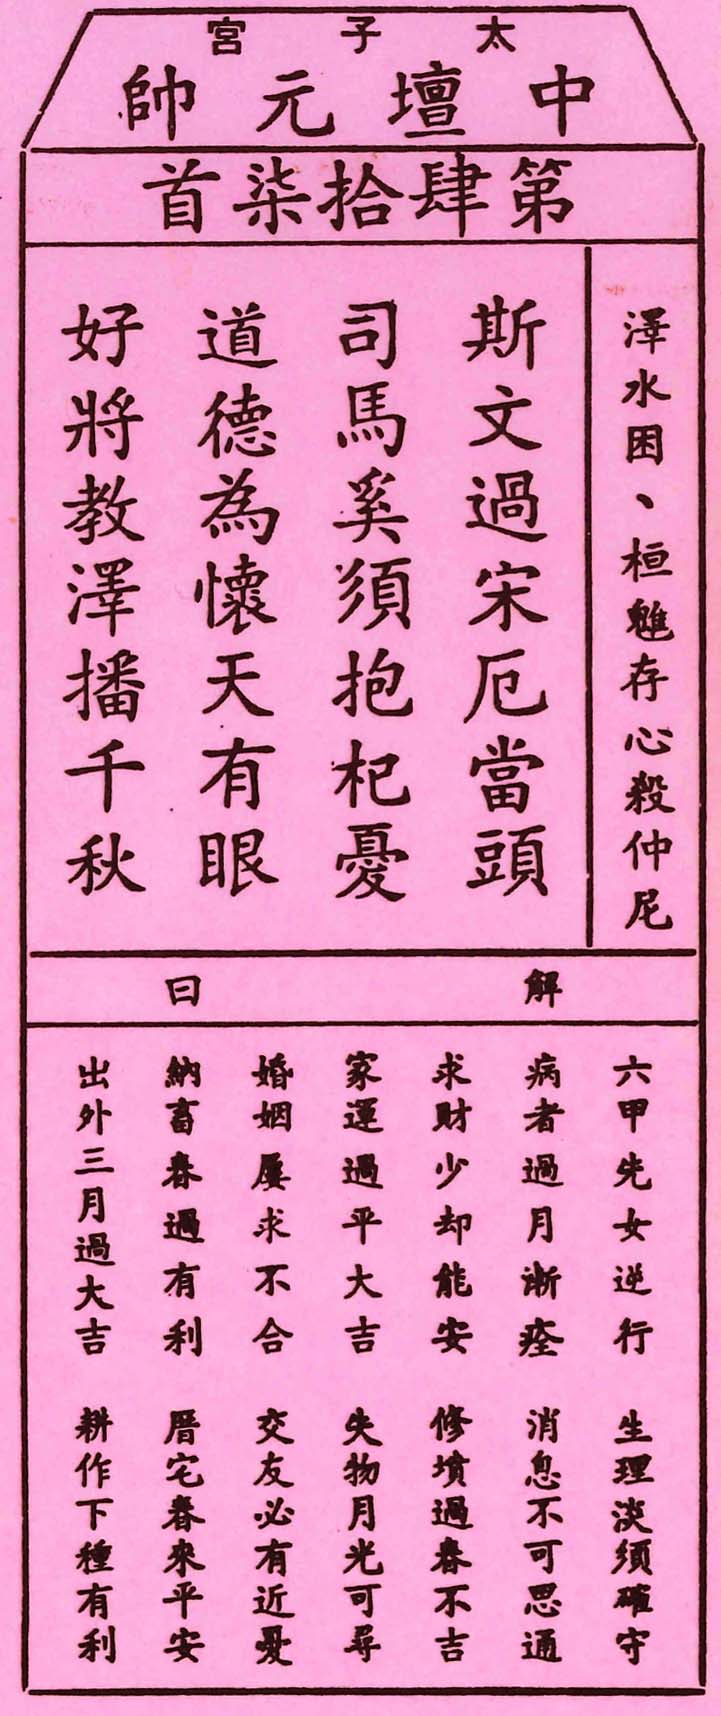 太子宮
中壇元帥
第肆拾柒首
澤水困、桓魋存心殺仲尼
斯文過宋厄當頭
司馬奚須抱杞憂
道德為懷天有眼
好將教澤播千秋
解曰
六甲先女逆行 生理淡須確守
病者過月漸痊 消息不可思通
求財少却能安 修墳過春不吉
家運過平大吉 失物月光可尋
婚姻屢求不合 交友必有近憂
納畜春過有利 厝宅春來平安
出外三月過大吉 耕作下種有利